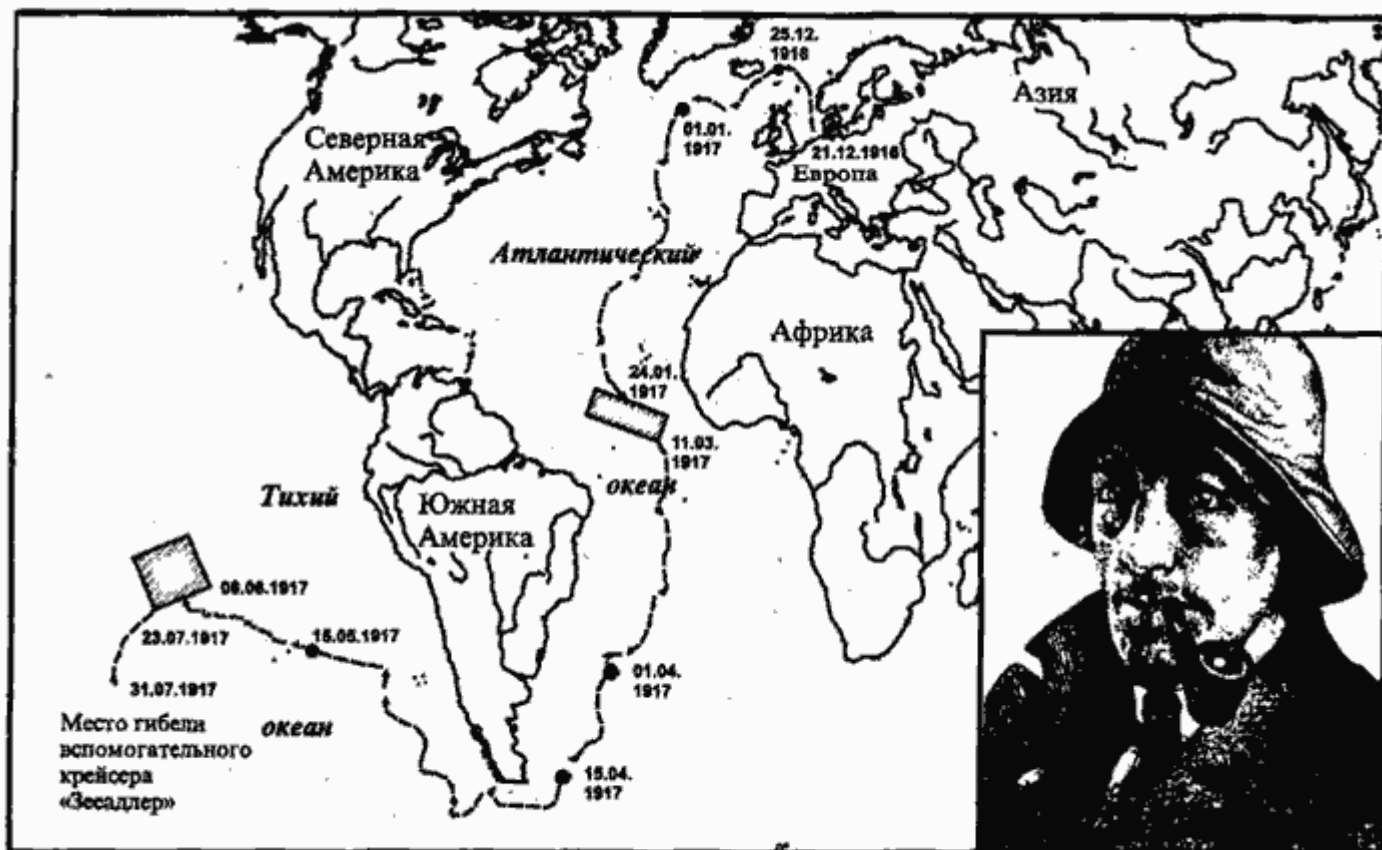 25.12.
1916
Азия
Северная
Америка
01.01.
1917
21.12.1916
Европа
Атлантический
Африка
24.01.
1917
11.03.
1917
Тихий
океан
Южная
Америка
06.06.1917
23.07.1917
15.05.1917
31.07.1917
01.04.
1917
Место гибели
вспомогательного
крейсера
«Зееадлер»
океан
15.04.
1917